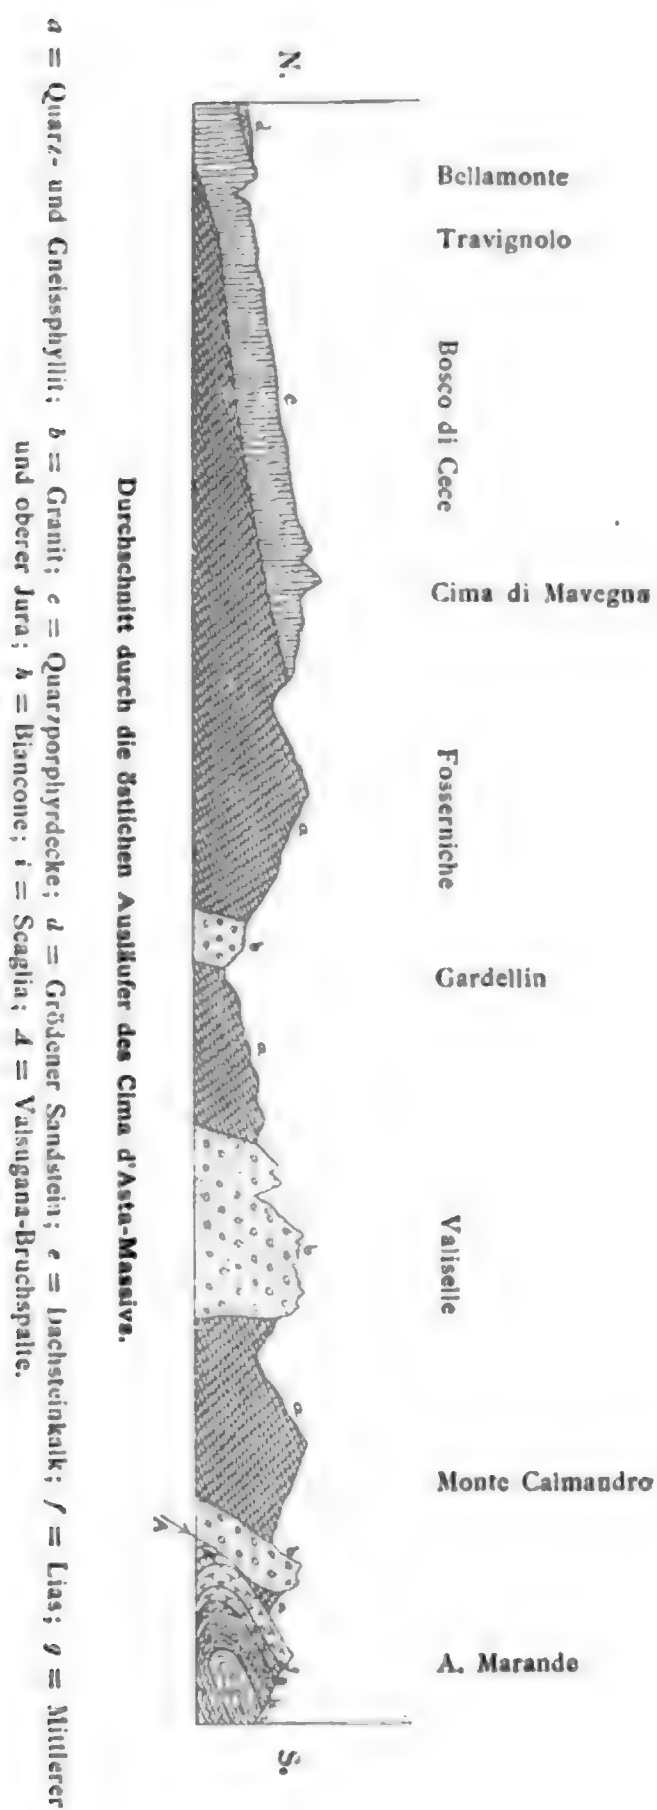 N.
Bellamonte
Travignolo
Bosco di Cece
Cima di Mavegna
Fosserniche
Gardellin
Valiselle
Monte Calmandro
A. Marande
S.
d
c
a
b
a
b
a
A
Durchschnitt durch die östlichen Ausläufer des Cima d'Asta-Massivs.
a = Quarz- und Gneissphyllit; b = Granit; c = Quarzporphyrdecke; d = Grödener Sandstein; e = Dachsteinkalk; f = Lias; g = Mittlerer
und oberer Jura; h = Biancone; i = Scaglia; A = Valsugana-Bruchspalte.